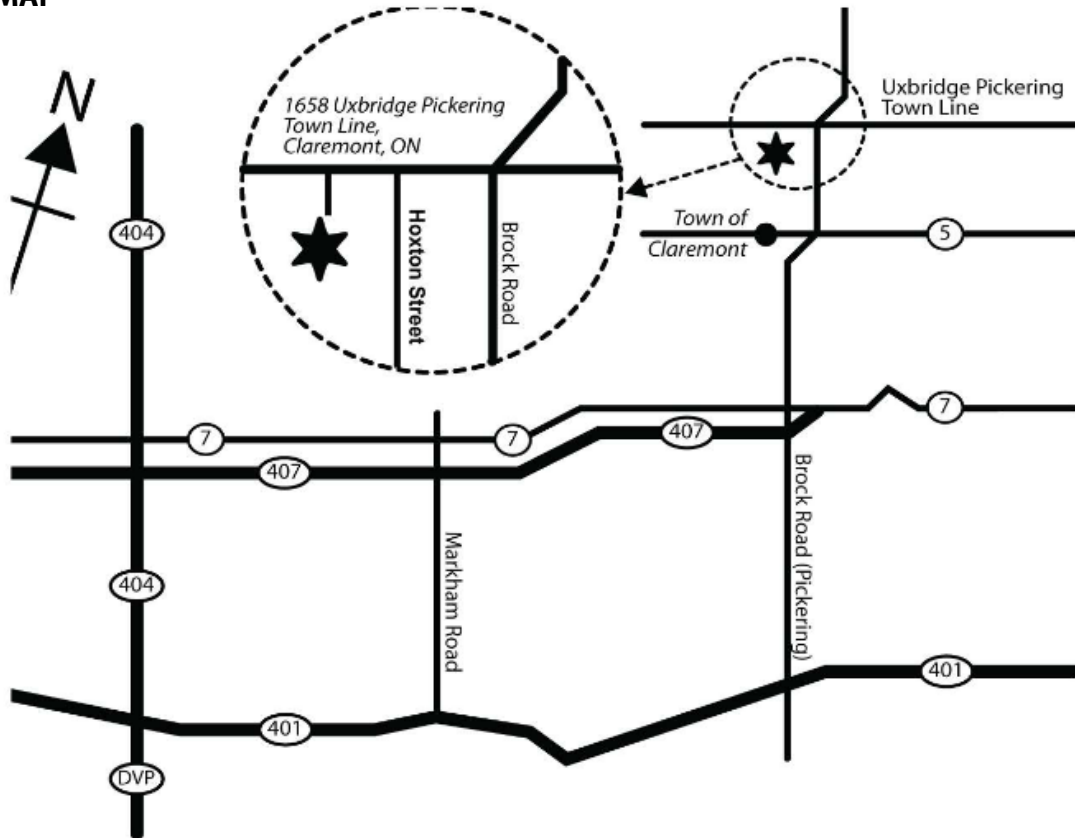 MAP
N
1658 Uxbridge Pickering
Town Line,
Claremont, ON
Uxbridge Pickering
Town Line
404
Hoxton Street
Brock Road
Town of
Claremont
5
7
7
7
407
407
Markham Road
Brock Road (Pickering)
404
401
401
DVP